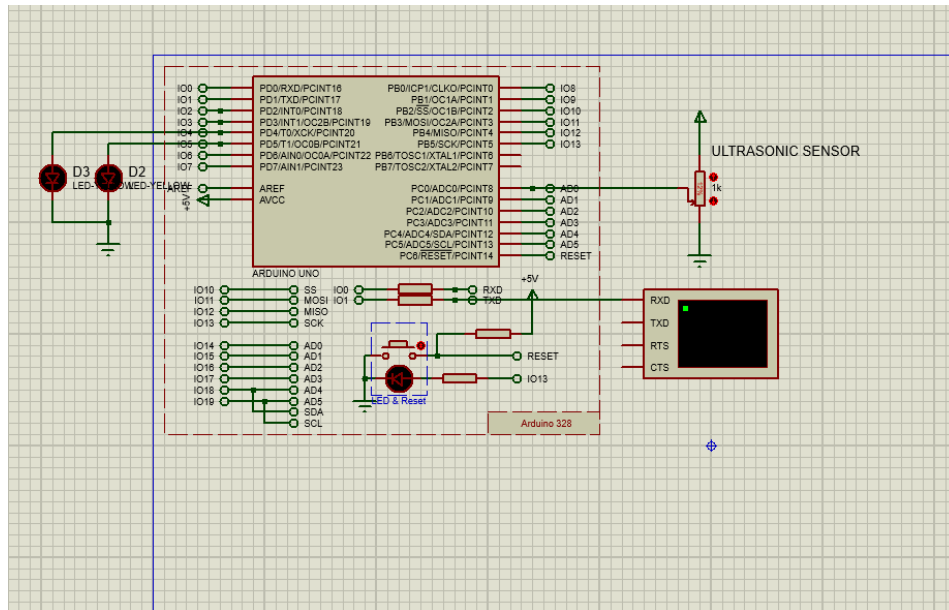 IO0 PD0/RXD/PCINT16 PB0/ICP1/CLKO/PCINT0 IO8
IO1 PD1/TXD/PCINT17 PB1/OC1A/PCINT1 IO9
IO2 PD2/INT0/PCINT18 PB2/SS/OC1B/PCINT2 IO10
IO3 PD3/INT1/OC2B/PCINT19 PB3/MOSI/OC2A/PCINT3 IO11
IO4 PD4/T0/XCK/PCINT20 PB4/MISO/PCINT4 IO12
IO5 PD5/T1/OC0B/PCINT21 PB5/SCK/PCINT5 IO13
IO6 PD6/AIN0/OC0A/PCINT22 PB6/TOSC1/XTAL1/PCINT6
IO7 PD7/AIN1/PCINT23 PB7/TOSC2/XTAL2/PCINT7
ULTRASONIC SENSOR
D3 D2
LED-YELLOW
AREF AREF PC0/ADC0/PCINT8 AD0
+5V AVCC PC1/ADC1/PCINT9 AD1
1k
PC2/ADC2/PCINT10 AD2
PC3/ADC3/PCINT11 AD3
PC4/ADC4/SDA/PCINT12 AD4
PC5/ADC5/SCL/PCINT13 AD5
PC6/RESET/PCINT14 RESET
ARDUINO UNO
+5V
IO10 SS IO0 RXD
IO11 MOSI IO1 TXD
IO12 MISO
IO13 SCK
RXD
TXD
RTS
CTS
IO14 AD0
IO15 AD1
IO16 AD2
IO17 AD3
IO18 AD4
IO19 AD5
SDA
SCL
RESET
IO13
LED & Reset
Arduino 328